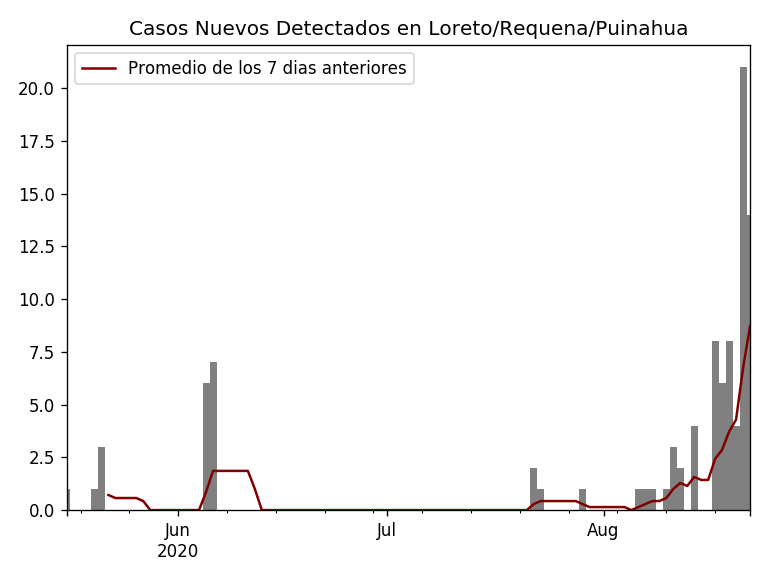 Casos Nuevos Detectados en Loreto/Requena/Puinahua
Promedio de los 7 dias anteriores
20.0
17.5
15.0
12.5
10.0
7.5
5.0
2.5
0.0
Jun
2020
Jul
Aug